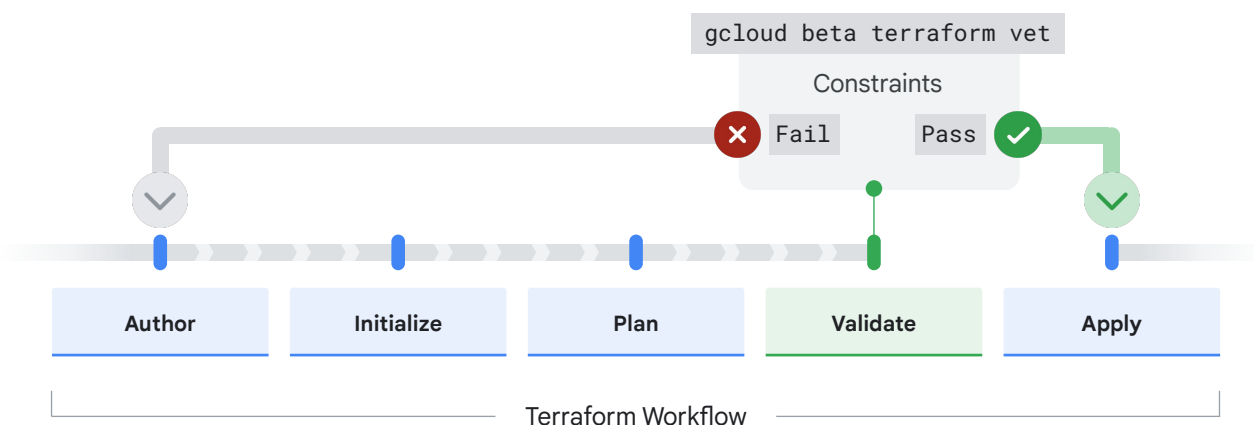 gcloud beta terraform vet
Constraints
Fail Pass
Author Initialize Plan Validate Apply
Terraform Workflow